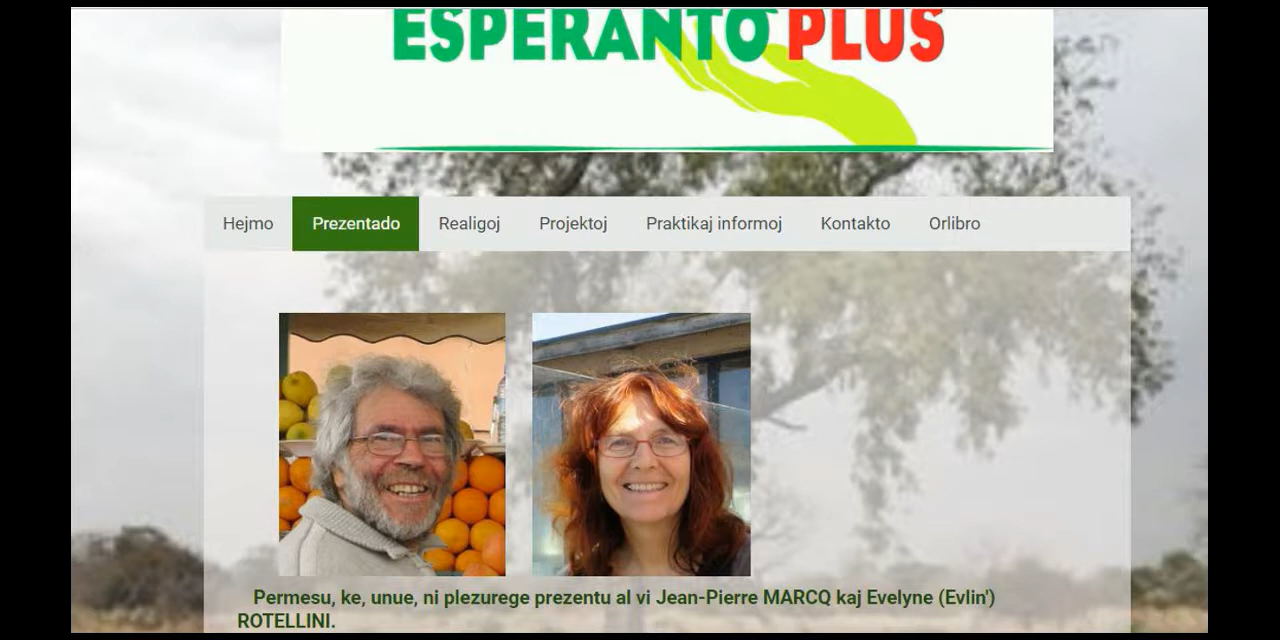 ESPERANTO PLUS
Hejmo Prezentado Realigoj Projektoj Praktikaj informoj Kontakto Orlibro
Permesu, ke, unue, ni plezurege prezentu al vi Jean-Pierre MARCQ kaj Evelyne (Evlin')
ROTELLINI.